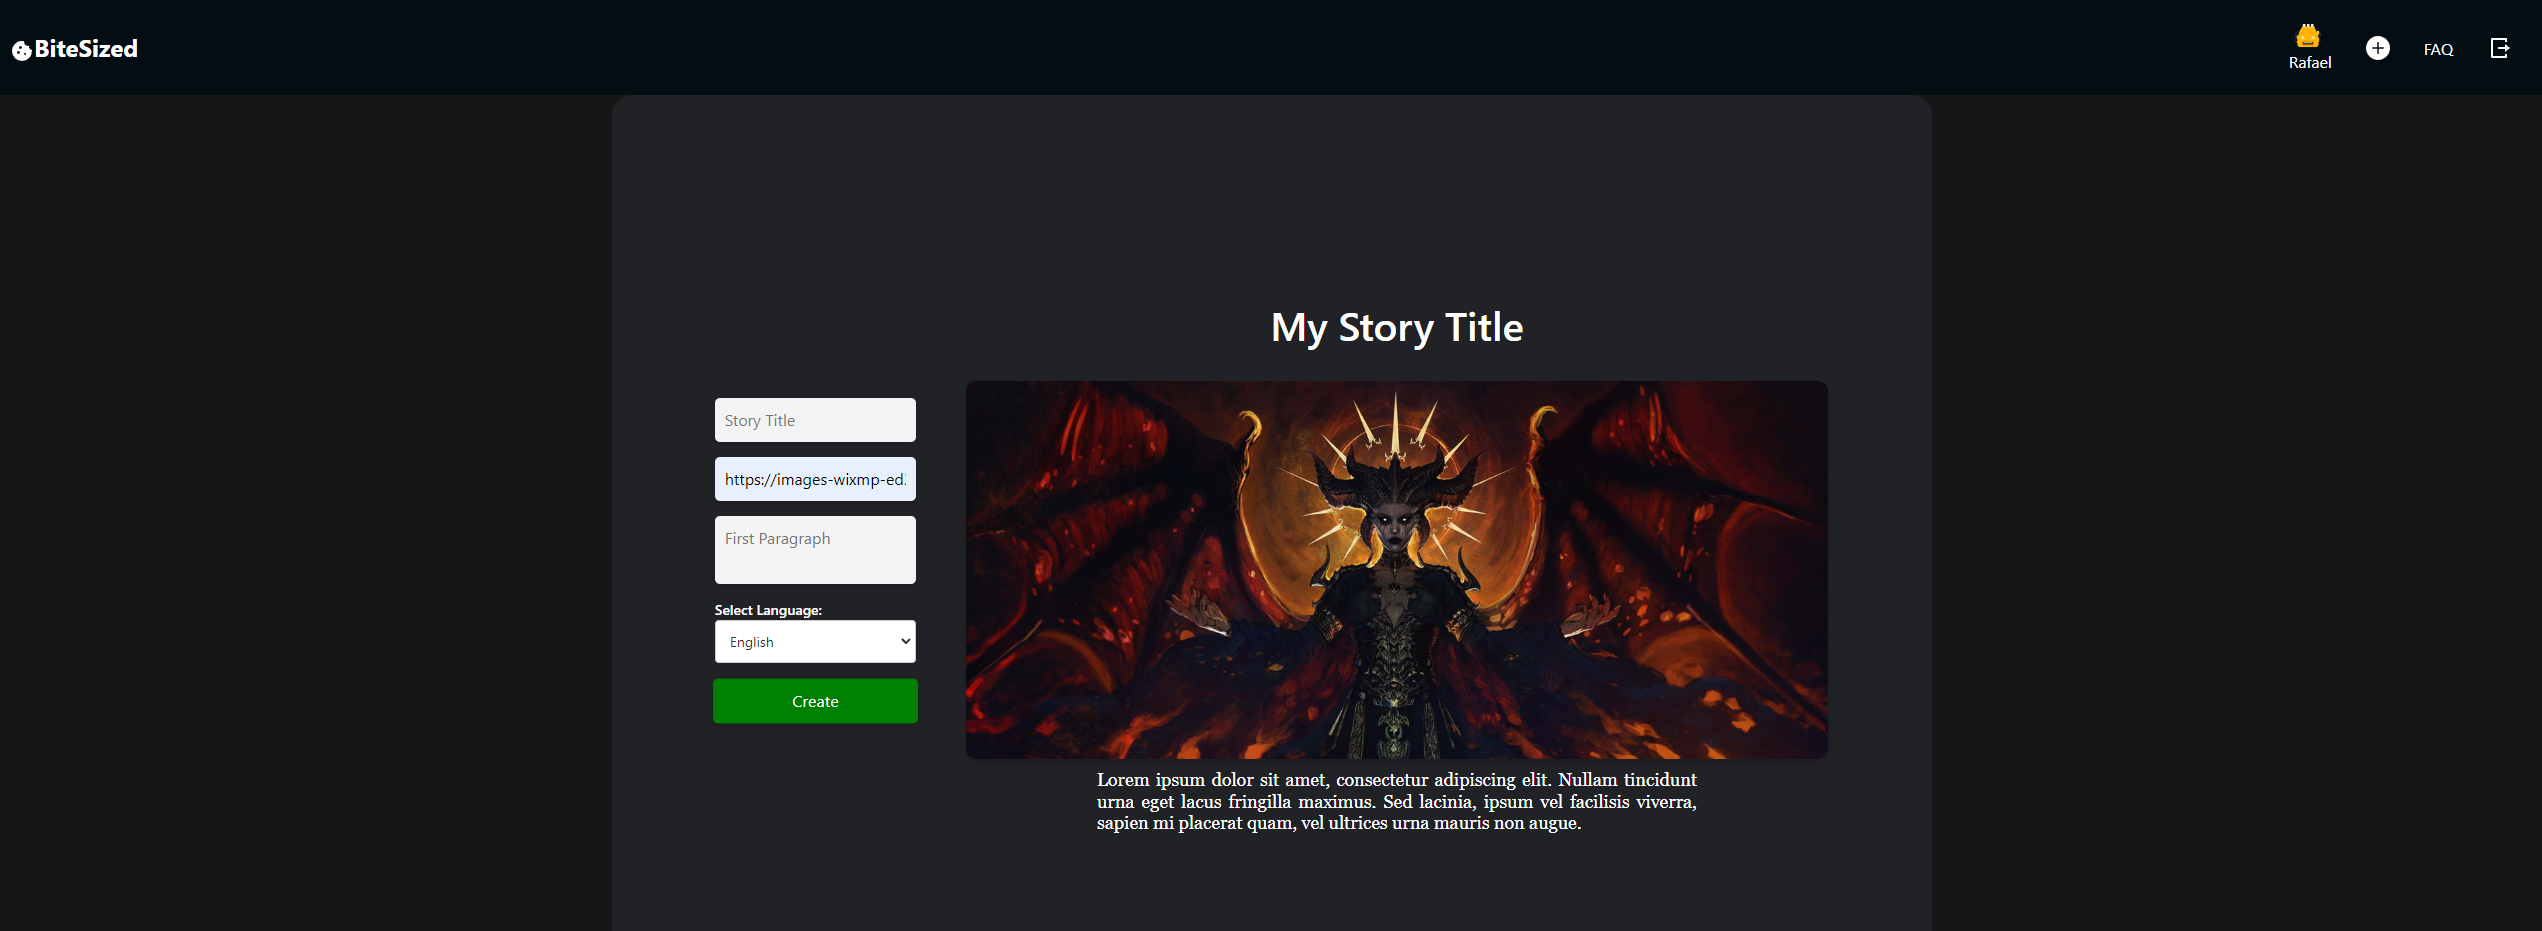 BiteSized
Rafael
FAQ
My Story Title
Story Title
https://images-wixmp-ed
First Paragraph
Select Language:
English
Create
Lorem ipsum dolor sit amet, consectetur adipiscing elit. Nullam tincidunt
urna eget lacus fringilla maximus. Sed lacinia, ipsum vel facilisis viverra,
sapien mi placerat quam, vel ultrices urna mauris non augue.